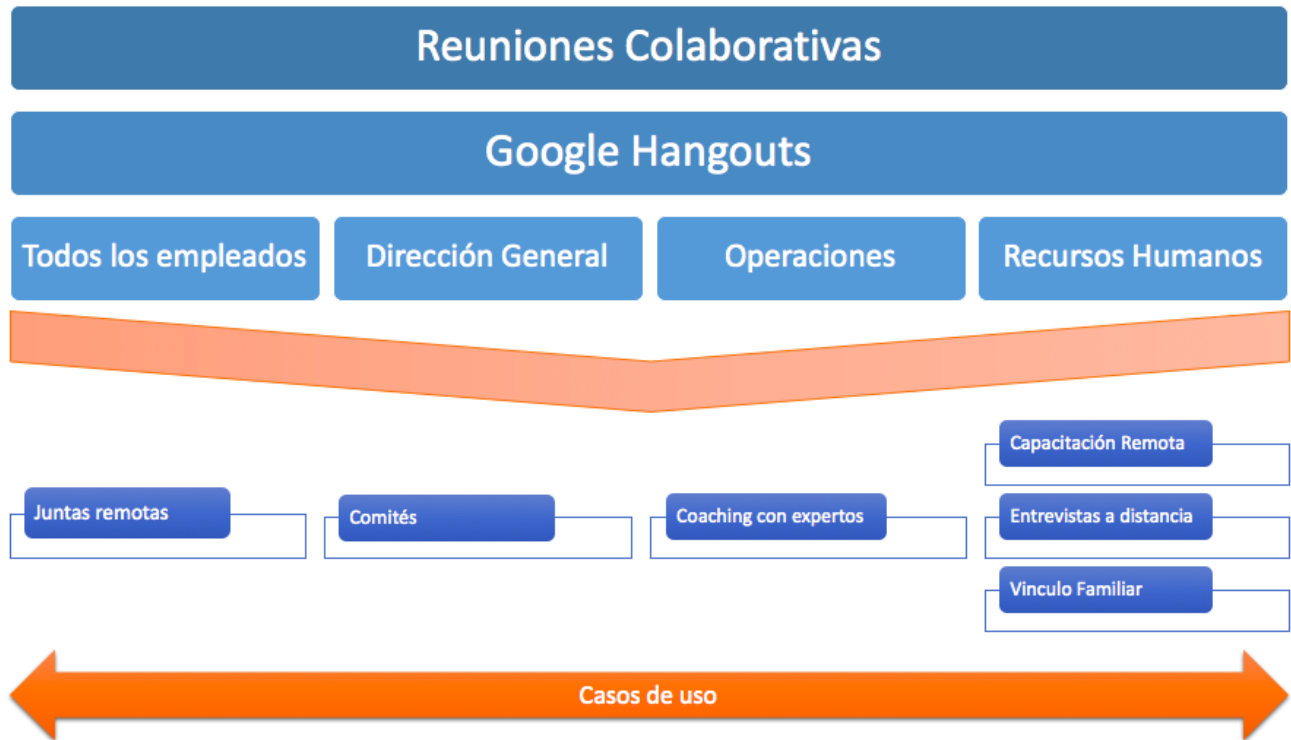 Reuniones Colaborativas
Google Hangouts
Todos los empleados
Dirección General
Operaciones
Recursos Humanos
Juntas remotas
Comités
Coaching con expertos
Capacitación Remota
Entrevistas a distancia
Vinculo Familiar
Casos de uso